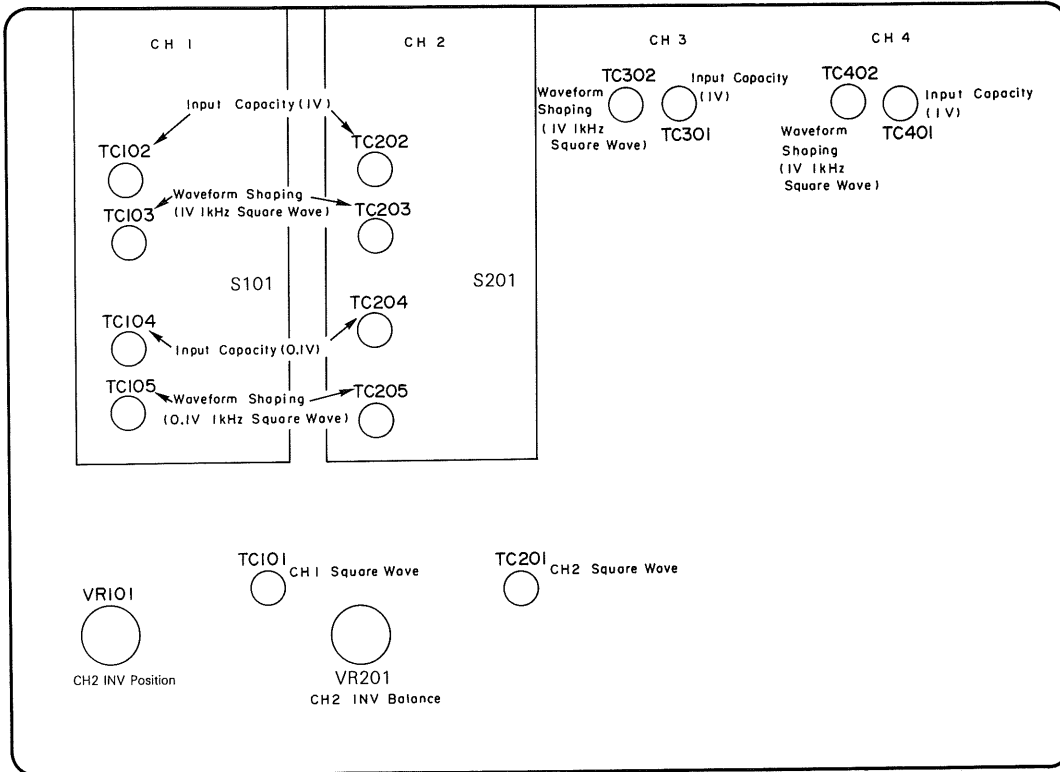 CH 1
CH 2
CH 3
CH 4
Input Capacity (1V)
TC102
TC202
Waveform Shaping
(1V 1kHz Square Wave)
TC103
TC203
S101
S201
TC104
TC204
Input Capacity (0.1V)
TC105
TC205
Waveform Shaping
(0.1V 1kHz Square Wave)
TC302
Waveform
Shaping
(1V 1kHz
Square Wave)
Input Capacity
(1V)
TC301
TC402
Waveform
Shaping
(1V 1kHz
Square Wave)
Input Capacity
(1V)
TC401
TC101
CH1 Square Wave
TC201
CH2 Square Wave
VR101
CH2 INV Position
VR201
CH2 INV Balance